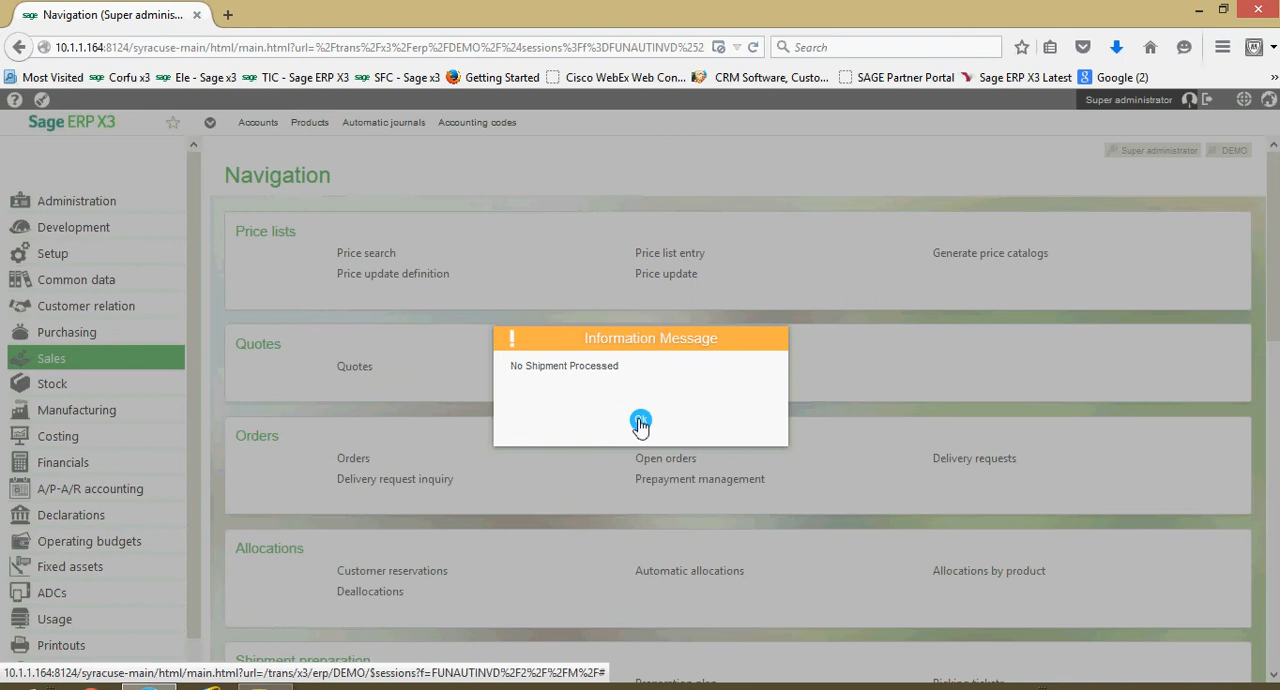 Navigation (Super adminis...
10.1.1.164:8124/syracuse-main/html/main.html?url=%2Ftrans%2Fx3%2Ferp%2FDEMO%2F%24sessions%3Ff%3DFUNAUTINVD%252
Search
Most Visited
Corfu x3
Ele - Sage x3
TIC - Sage ERP X3
SFC - Sage x3
Getting Started
Cisco WebEx Web Con...
CRM Software, Custo...
SAGE Partner Portal
Sage ERP X3 Latest
Google (2)
Super administrator
Sage ERP X3
Accounts
Products
Automatic journals
Accounting codes
Super administrator
DEMO
Navigation
Administration
Development
Setup
Common data
Customer relation
Purchasing
Sales
Stock
Manufacturing
Costing
Financials
A/P-A/R accounting
Declarations
Operating budgets
Fixed assets
ADCs
Usage
Printouts
Price lists
Price search
Price list entry
Generate price catalogs
Price update definition
Price update
Quotes
Quotes
Information Message
No Shipment Processed
Orders
Orders
Open orders
Delivery requests
Delivery request inquiry
Prepayment management
Allocations
Customer reservations
Automatic allocations
Allocations by product
Deallocations
Shipment preparation
Preparation plan
Picking tickets
10.1.1.164:8124/syracuse-main/html/main.html?url=/trans/x3/erp/DEMO/$sessions?f=FUNAUTINVD%2F2%2F%2FM%2F#